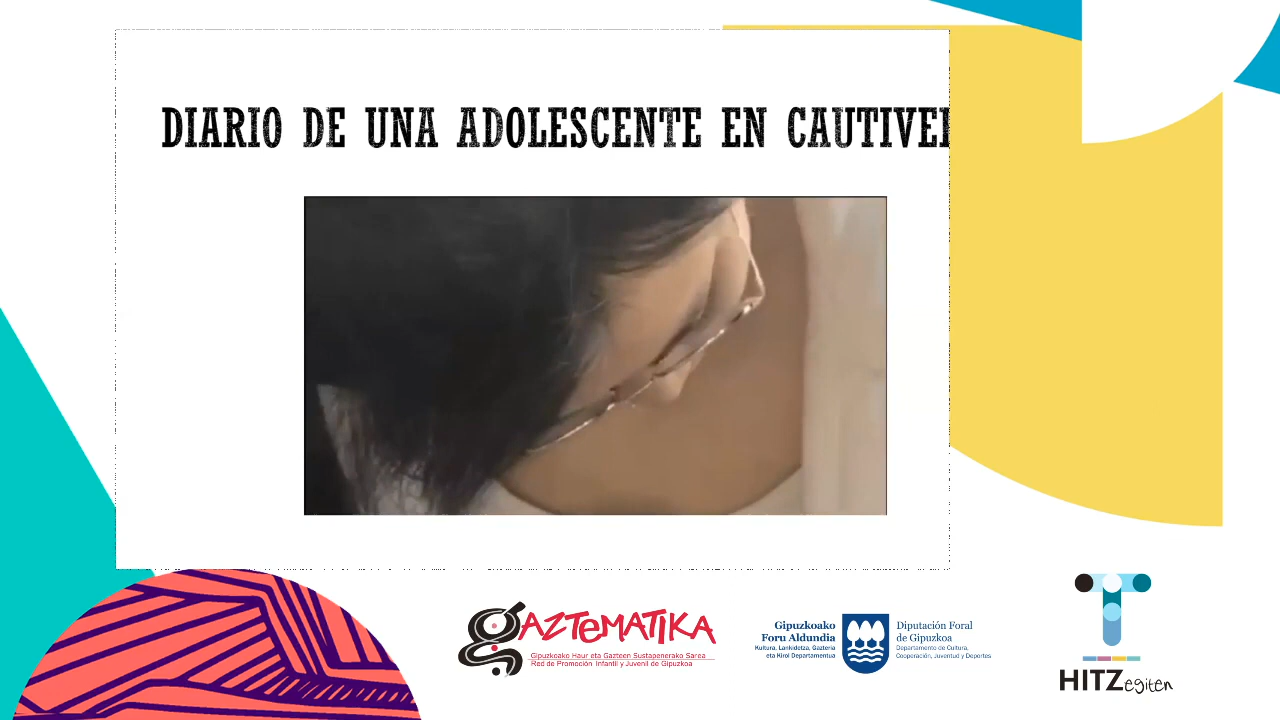 DIARIO DE UNA ADOLESCENTE EN
GAZTEMATIKA
Gipuzkoako Haur eta Gazteen Sustapenerako Sarea
Red de Promoción Infantil y Juvenil de Gipuzkoa
Gipuzkoako
Foru Aldundia
Kultura, Lankidetza, Gazteria
eta Kirol Departamentua
Diputación Foral
de Gipuzkoa
Departamento de Cultura,
Cooperación, Juventud y Deportes
HITZegiten